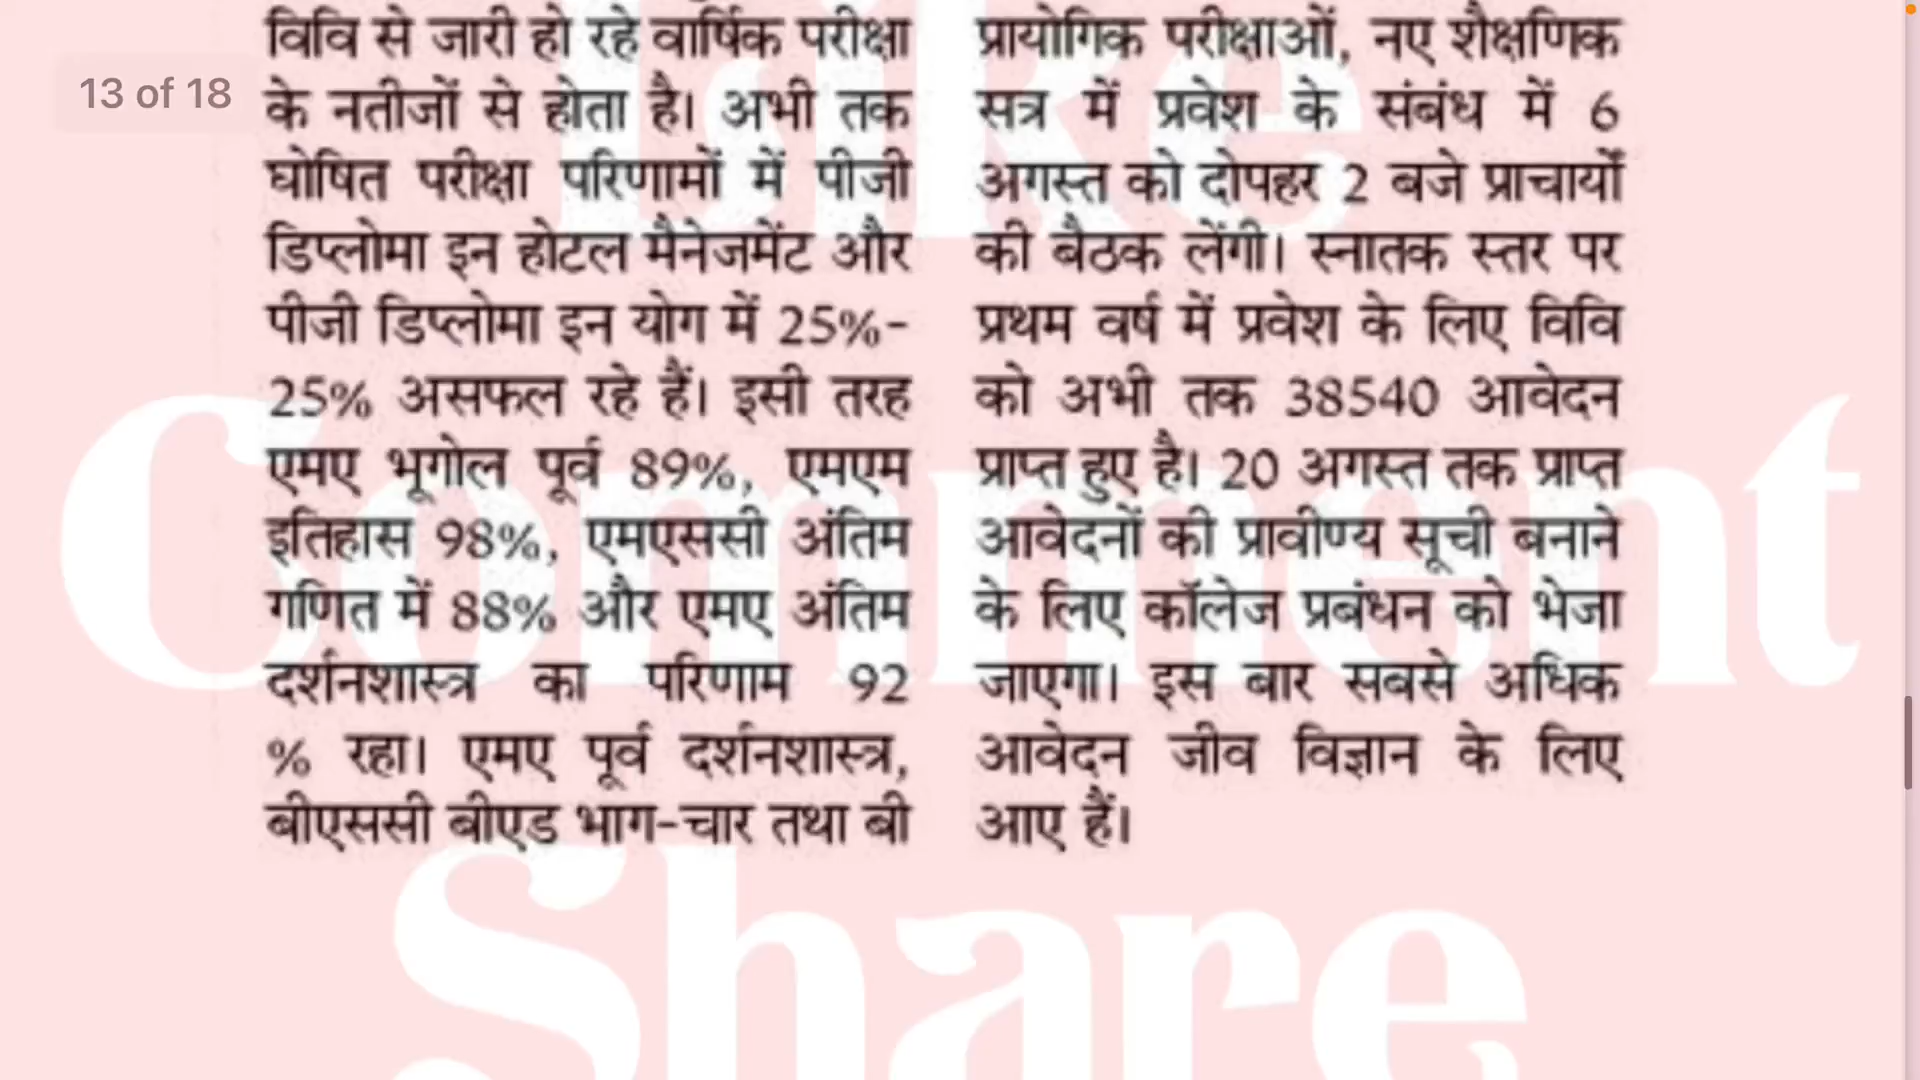 13 of 18
विवि से जारी हो रहे वार्षिक परीक्षा
के नतीजों से होता है। अभी तक
घोषित परीक्षा परिणामों में पीजी
डिप्लोमा इन होटल मैनेजमेंट और
पीजी डिप्लोमा इन योग में 25%-
25% असफल रहे हैं। इसी तरह
एमए भूगोल पूर्व 89%, एमएम
इतिहास 98%, एमएससी अंतिम
गणित में 88% और एमए अंतिम
दर्शनशास्त्र का परिणाम 92
% रहा। एमए पूर्व दर्शनशास्त्र,
बीएससी बीएड भाग-चार तथा बी
प्रायोगिक परीक्षाओं, नए शैक्षणिक
सत्र में प्रवेश के संबंध में 6
अगस्त को दोपहर 2 बजे प्राचार्यों
की बैठक लेंगी। स्नातक स्तर पर
प्रथम वर्ष में प्रवेश के लिए विवि
को अभी तक 38540 आवेदन
प्राप्त हुए है। 20 अगस्त तक प्राप्त
आवेदनों की प्रावीण्य सूची बनाने
के लिए कॉलेज प्रबंधन को भेजा
जाएगा। इस बार सबसे अधिक
आवेदन जीव विज्ञान के लिए
आए हैं।
Like
Comment
Share